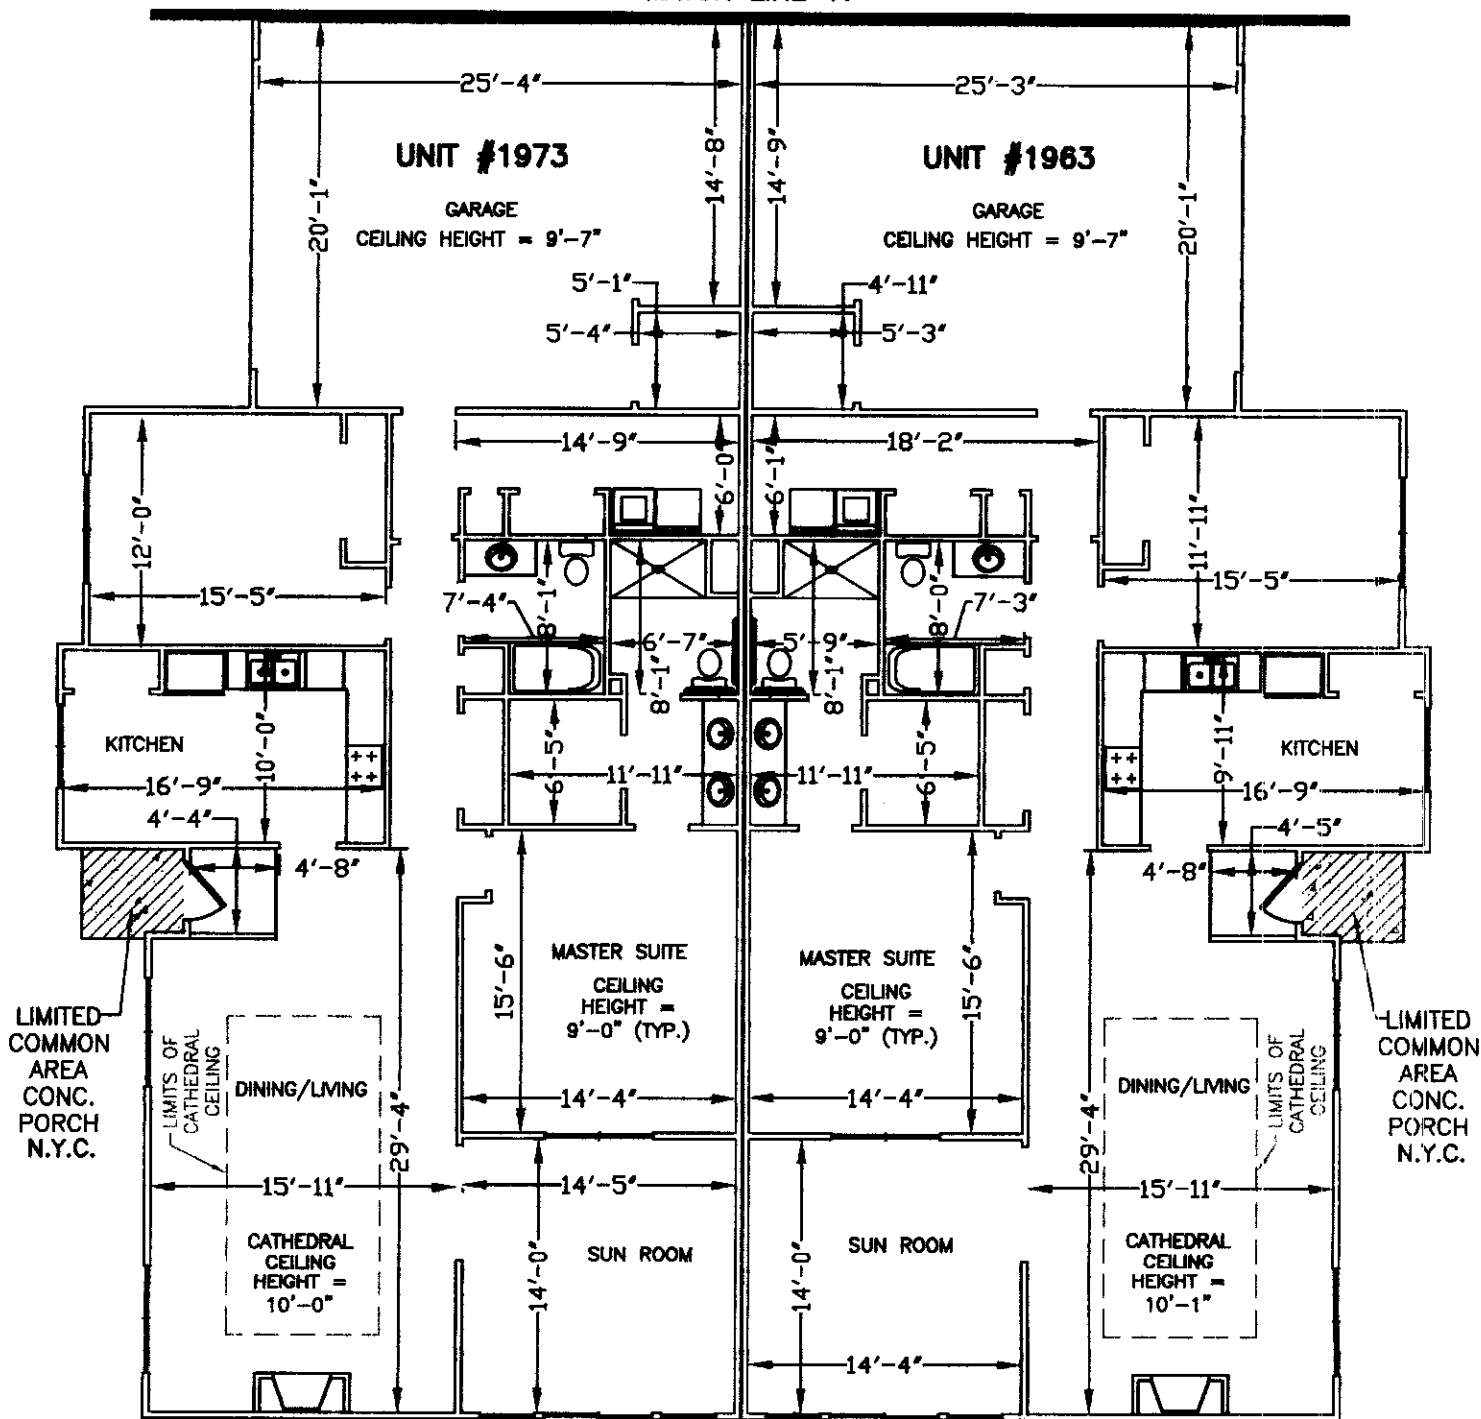 25'-4"
25'-3"
UNIT #1973
UNIT #1963
14'-8"
14'-9"
20'-1"
20'-1"
GARAGE
CEILING HEIGHT = 9'-7"
GARAGE
CEILING HEIGHT = 9'-7"
5'-1"
4'-11"
5'-4"
5'-3"
14'-9"
18'-2"
6'-0"
6'-1"
12'-0"
11'-11"
15'-5"
15'-5"
7'-4"
8'-1"
8'-0"
7'-3"
6'-7"
5'-9"
8'-1"
8'-1"
KITCHEN
KITCHEN
10'-0"
9'-11"
6'-5"
6'-5"
11'-11"
11'-11"
16'-9"
16'-9"
4'-4"
4'-5"
4'-8"
4'-8"
MASTER SUITE
CEILING
HEIGHT =
9'-0" (TYP.)
MASTER SUITE
CEILING
HEIGHT =
9'-0" (TYP.)
15'-6"
15'-6"
LIMITED
COMMON
AREA
CONC.
PORCH
N.Y.C.
LIMITED
COMMON
AREA
CONC.
PORCH
N.Y.C.
LIMITS OF
CATHEDRAL
CEILING
LIMITS OF
CATHEDRAL
CEILING
DINING/LIVING
DINING/LIVING
14'-4"
14'-4"
29'-4"
29'-4"
15'-11"
14'-5"
15'-11"
CATHEDRAL
CEILING
HEIGHT =
10'-0"
SUN ROOM
SUN ROOM
CATHEDRAL
CEILING
HEIGHT =
10'-1"
14'-0"
14'-0"
14'-4"